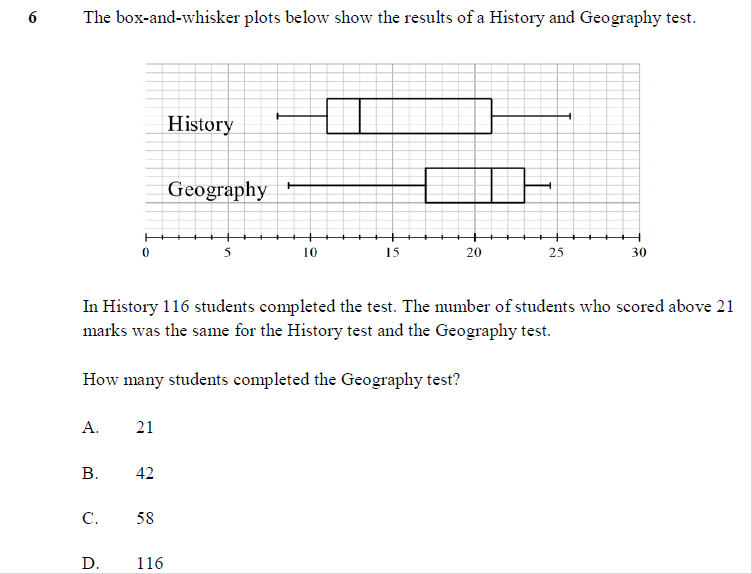 6 The box-and-whisker plots below show the results of a History and Geography test.
History
Geography
0 5 10 15 20 25 30
In History 116 students completed the test. The number of students who scored above 21
marks was the same for the History test and the Geography test.
How many students completed the Geography test?
A. 21
B. 42
C. 58
D. 116